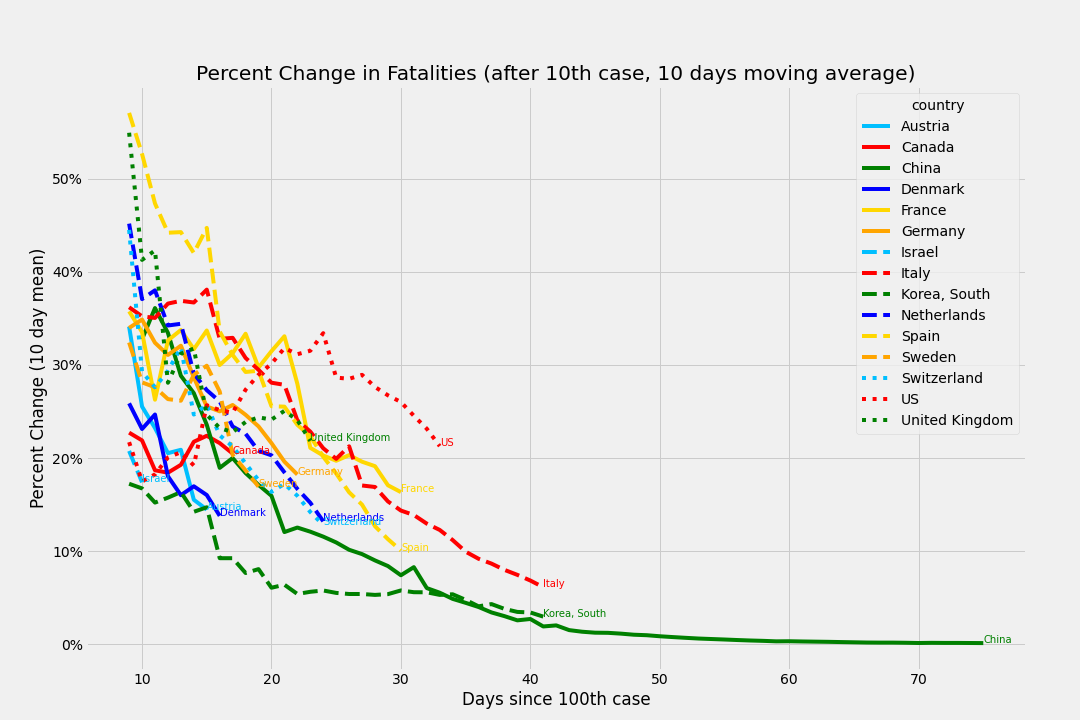 Percent Change in Fatalities (after 10th case, 10 days moving average)
country
Austria
Canada
China
Denmark
France
Germany
Israel
Italy
Korea, South
Netherlands
Spain
Sweden
Switzerland
US
United Kingdom
Percent Change (10 day mean)
50%
40%
30%
20%
10%
0%
United Kingdom
US
Canada
Germany
Israel
Sweden
France
Austria
Denmark
Netherlands
Switzerland
Spain
Italy
Korea, South
China
10
20
30
40
50
60
70
Days since 100th case